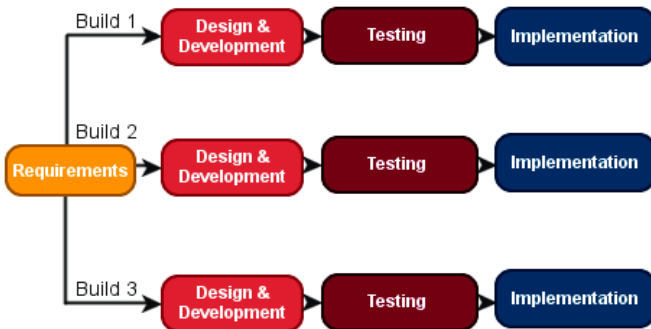 Build 1
Design &
Development
Testing
Implementation
Build 2
Requirements
Design &
Development
Testing
Implementation
Build 3
Design &
Development
Testing
Implementation